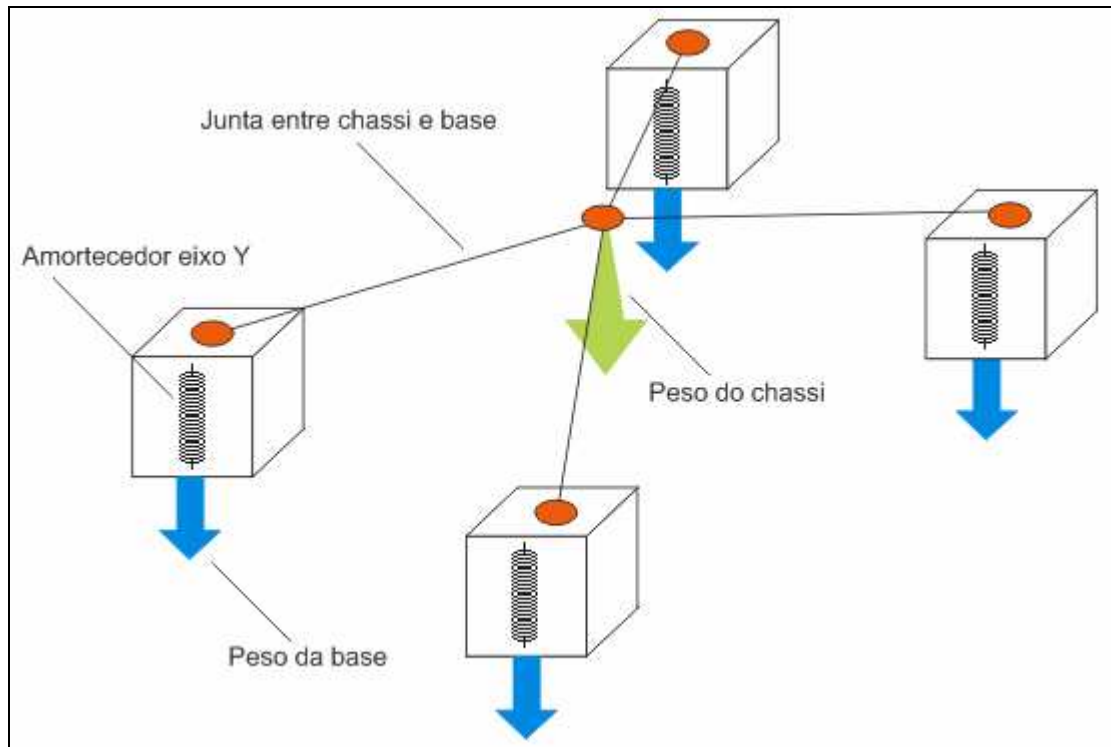 Junta entre chassi e base
Amortecedor eixo Y
Peso do chassi
Peso da base